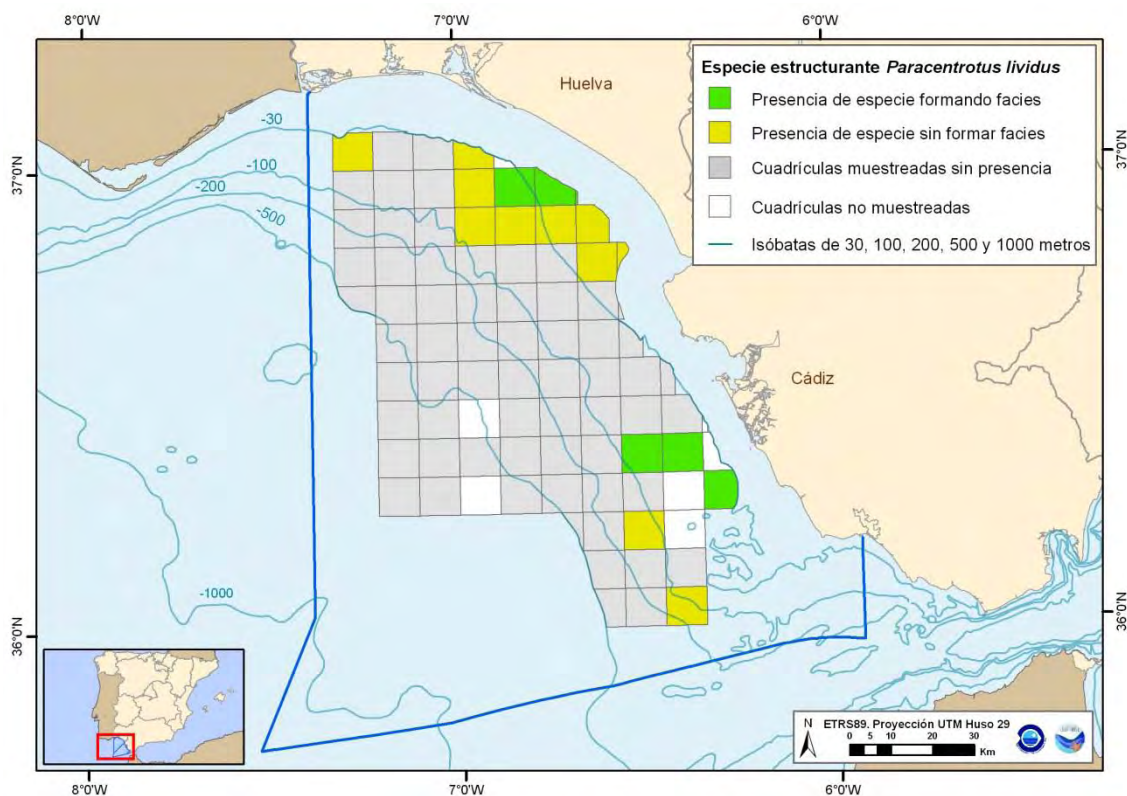 8°0'W
7°0'W
6°0'W
Huelva
Especie estructurante Paracentrotus lividus
Presencia de especie formando facies
Presencia de especie sin formar facies
Cuadrículas muestreadas sin presencia
Cuadrículas no muestreadas
Isóbatas de 30, 100, 200, 500 y 1000 metros
37°0'N
37°0'N
-30
-100
-200
-500
Cádiz
-1000
36°0'N
36°0'N
N
ETRS89. Proyección UTM Huso 29
0 5 10 20 30
Km
8°0'W
7°0'W
6°0'W